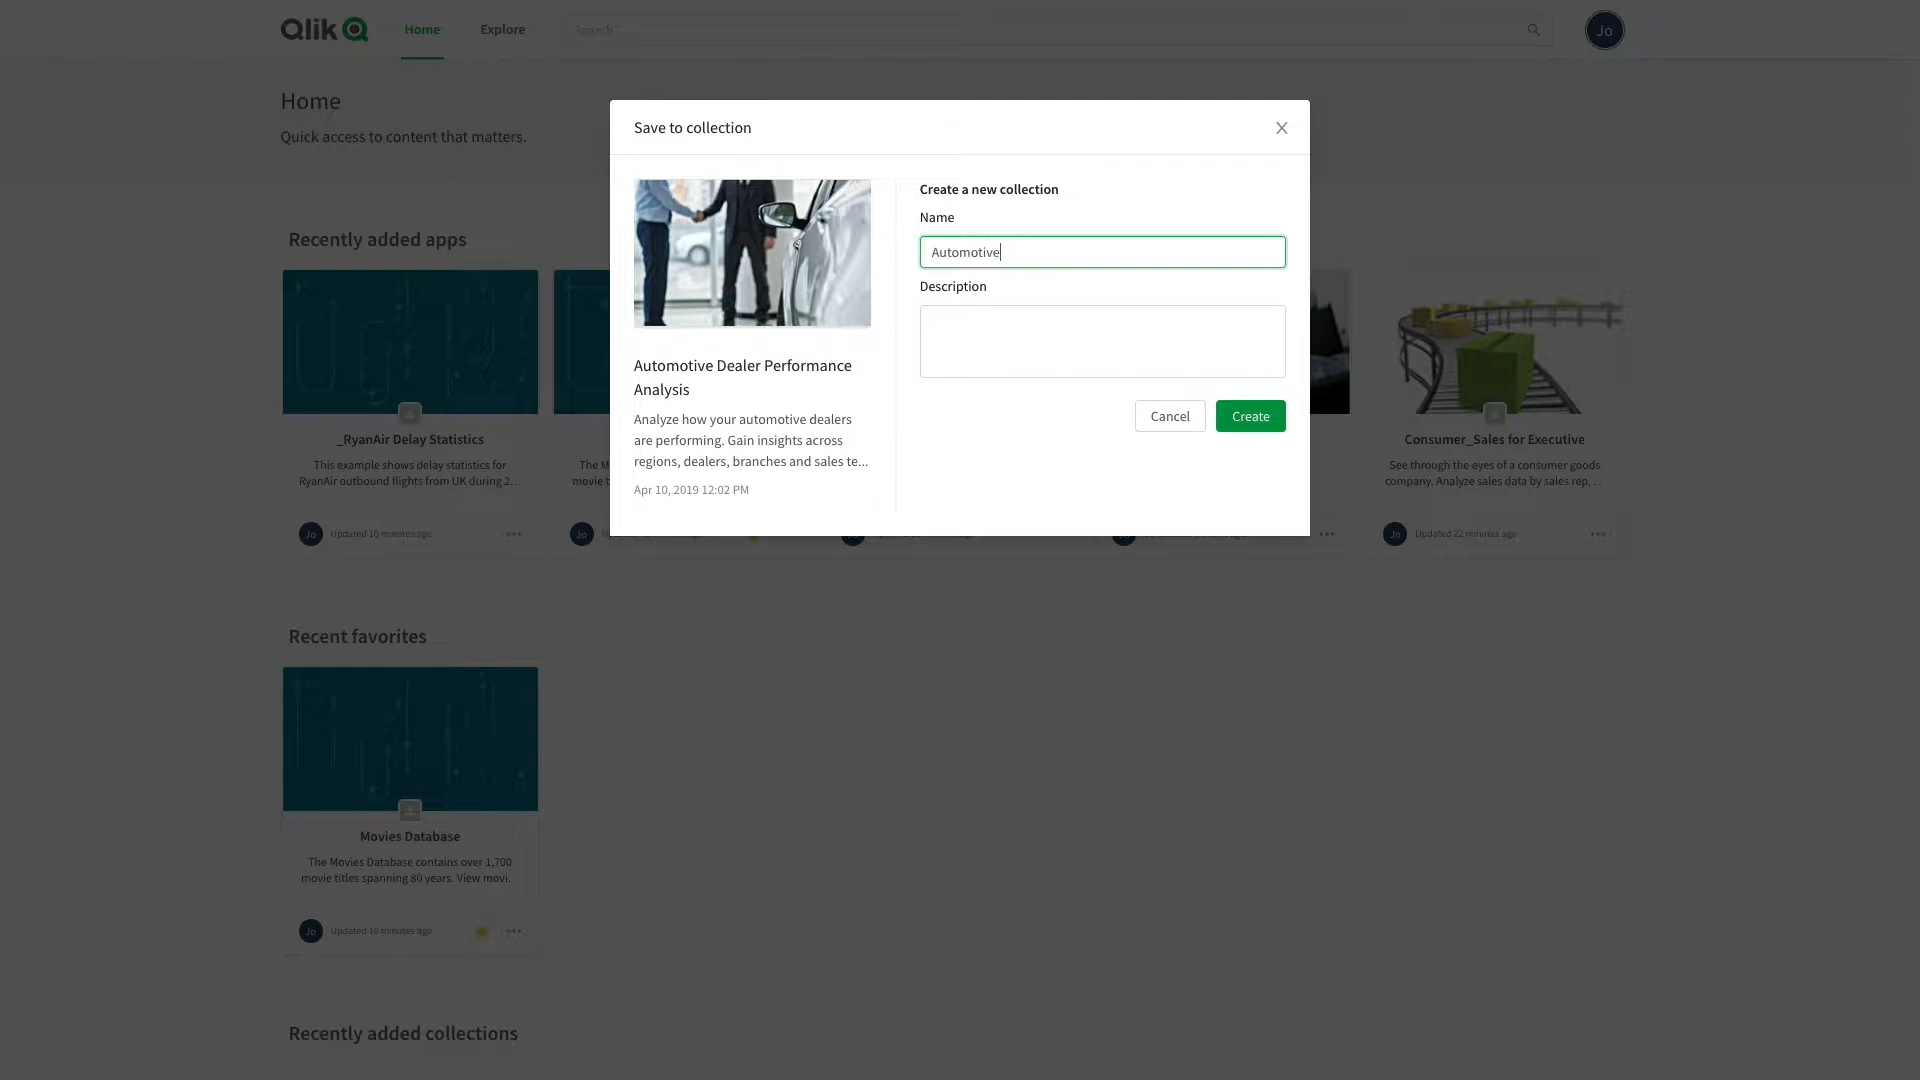 Qlik
Home
Explore
Search
Jo
Home
Quick access to content that matters.
Save to collection
Automotive Dealer Performance
Analysis
Analyze how your automotive dealers
are performing. Gain insights across
regions, dealers, branches and sales te...
Apr 10, 2019 12:02 PM
Create a new collection
Name
Automotive
Description
Cancel
Create
Recently added apps
_RyanAir Delay Statistics
This example shows delay statistics for
RyanAir outbound flights from UK during 2...
Jo
Updated 10 minutes ago
The M
movie t
Jo
Consumer_Sales for Executive
See through the eyes of a consumer goods
company. Analyze sales data by sales rep, ...
Jo
Updated 22 minutes ago
Recent favorites
Movies Database
The Movies Database contains over 1,700
movie titles spanning 80 years. View movi..
Jo
Updated 10 minutes ago
Recently added collections